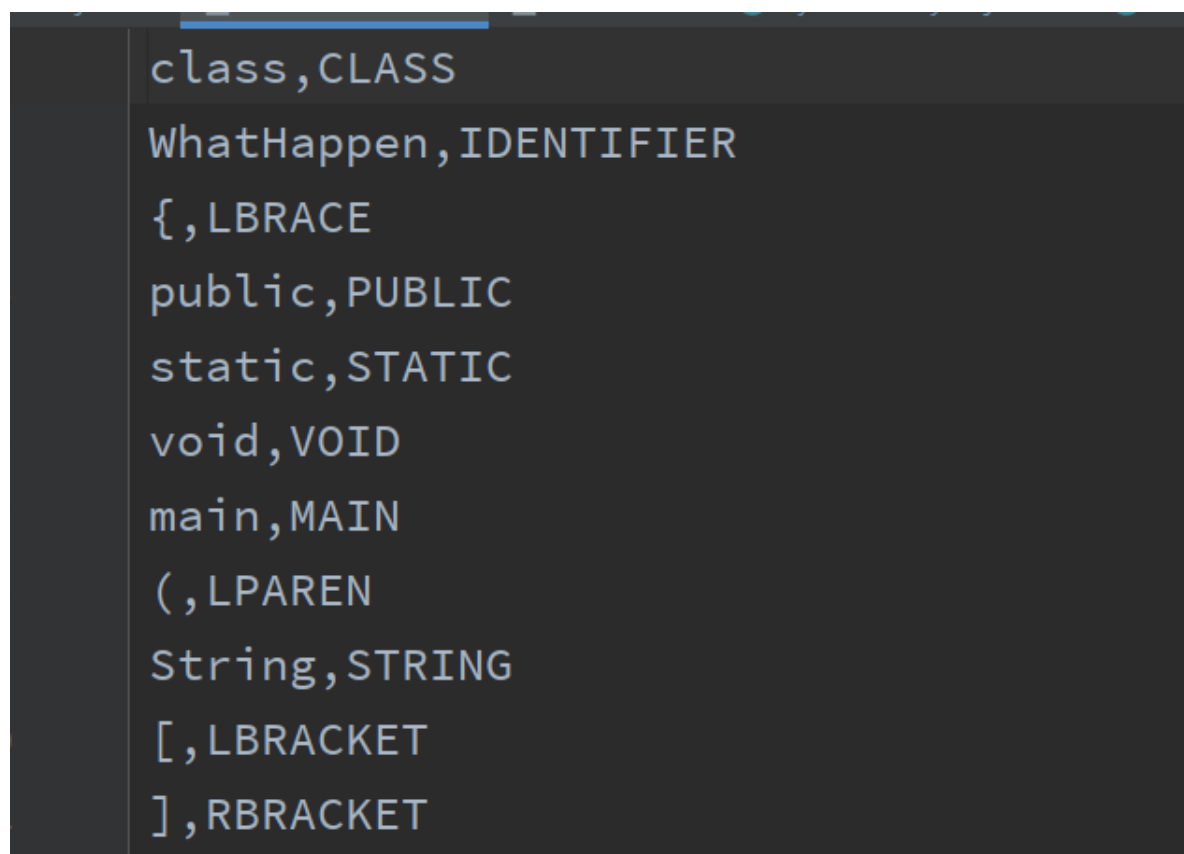 class,CLASS
WhatHappen,IDENTIFIER
{,LBRACE
public,PUBLIC
static,STATIC
void,VOID
main,MAIN
(,LPAREN
String,STRING
[,LBRACKET
],RBRACKET